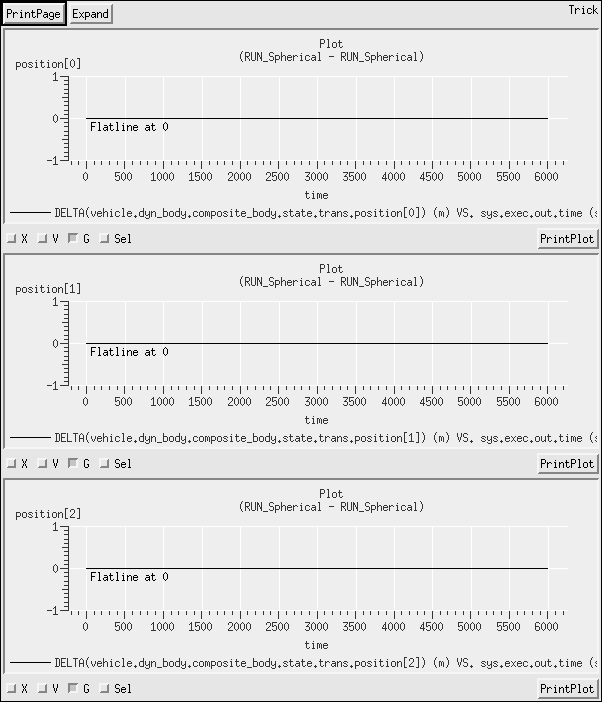 PrintPage Expand Trick
Plot
(RUN_Spherical - RUN_Spherical)
position[0]
1
0
Flatline at 0
-1
0 500 1000 1500 2000 2500 3000 3500 4000 4500 5000 5500 6000
time
DELTA(vehicle.dyn_body.composite_body.state.trans.position[0]) (m) VS. sys.exec.out.time (s
X V G Sel PrintPlot
Plot
(RUN_Spherical - RUN_Spherical)
position[1]
1
0
Flatline at 0
-1
0 500 1000 1500 2000 2500 3000 3500 4000 4500 5000 5500 6000
time
DELTA(vehicle.dyn_body.composite_body.state.trans.position[1]) (m) VS. sys.exec.out.time (s
X V G Sel PrintPlot
Plot
(RUN_Spherical - RUN_Spherical)
position[2]
1
0
Flatline at 0
-1
0 500 1000 1500 2000 2500 3000 3500 4000 4500 5000 5500 6000
time
DELTA(vehicle.dyn_body.composite_body.state.trans.position[2]) (m) VS. sys.exec.out.time (s
X V G Sel PrintPlot